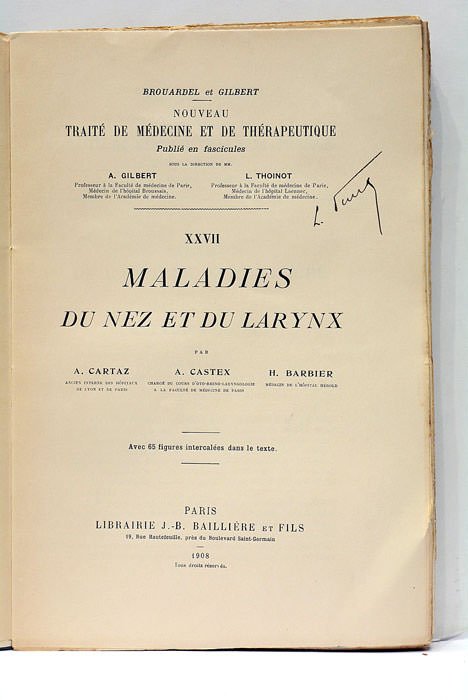 BROUARDEL et GILBERT
NOUVEAU
TRAITÉ DE MÉDECINE ET DE THÉRAPEUTIQUE
Publié en fascicules
SOUS LA DIRECTION DE MM.
A. GILBERT
Professeur à la Faculté de médecine de Paris,
Médecin de l'hôpital Broussais,
Membre de l'Académie de médecine.
L. THOINOT
Professeur à la Faculté de médecine de Paris,
Médecin de l'hôpital Laennec,
Membre de l'Académie de médecine.
L.
XXVII
MALADIES
DU NEZ ET DU LARYNX
PAR
A. CARTAZ
ANCIEN INTERNE DES HÔPITAUX
DE LYON ET DE PARIS
A. CASTEX
CHARGÉ DU COURS D'OTO-RHINO-LARYNGOLOGIE
A LA FACULTÉ DE MÉDECINE DE PARIS
H. BARBIER
MÉDECIN DE L'HÔPITAL HEROLD
Avec 65 figures intercalées dans le texte.
PARIS
LIBRAIRIE J.-B. BAILLIÈRE ET FILS
19, Rue Hautefeuille, près du Boulevard Saint-Germain
1908
Tous droits réservés.